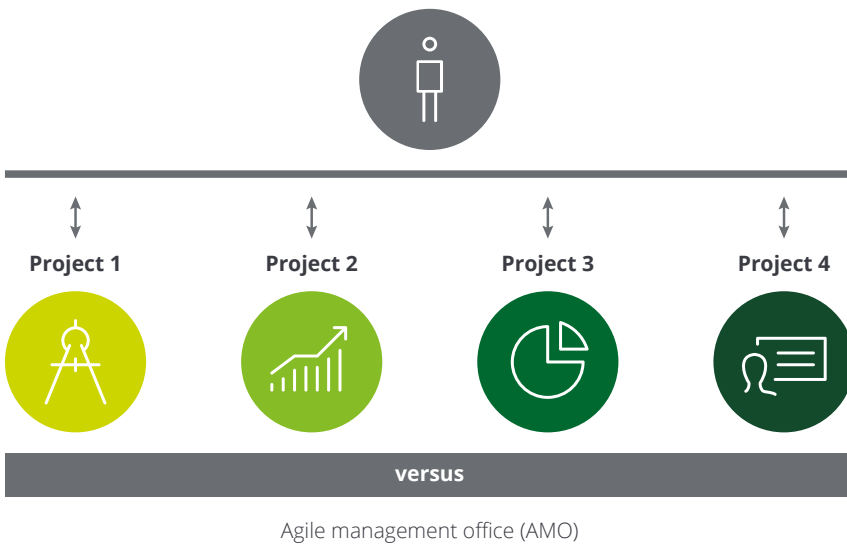 Project 1
Project 2
Project 3
Project 4
versus
Agile management office (AMO)